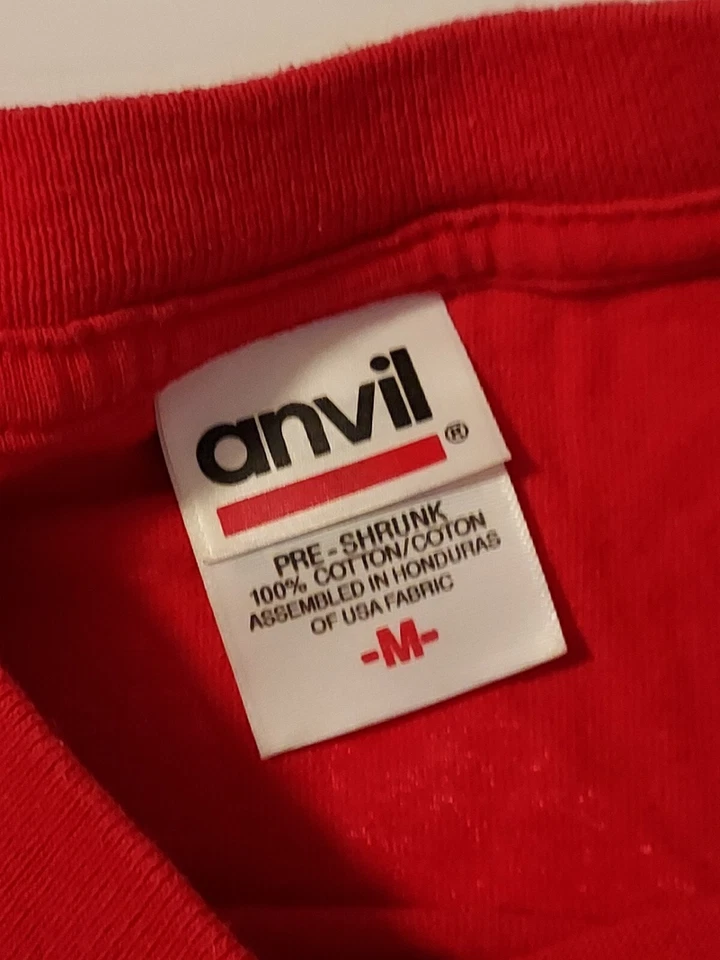 anvil®
PRE-SHRUNK
100% COTTON/COTON
ASSEMBLED IN HONDURAS
OF USA FABRIC
-M-